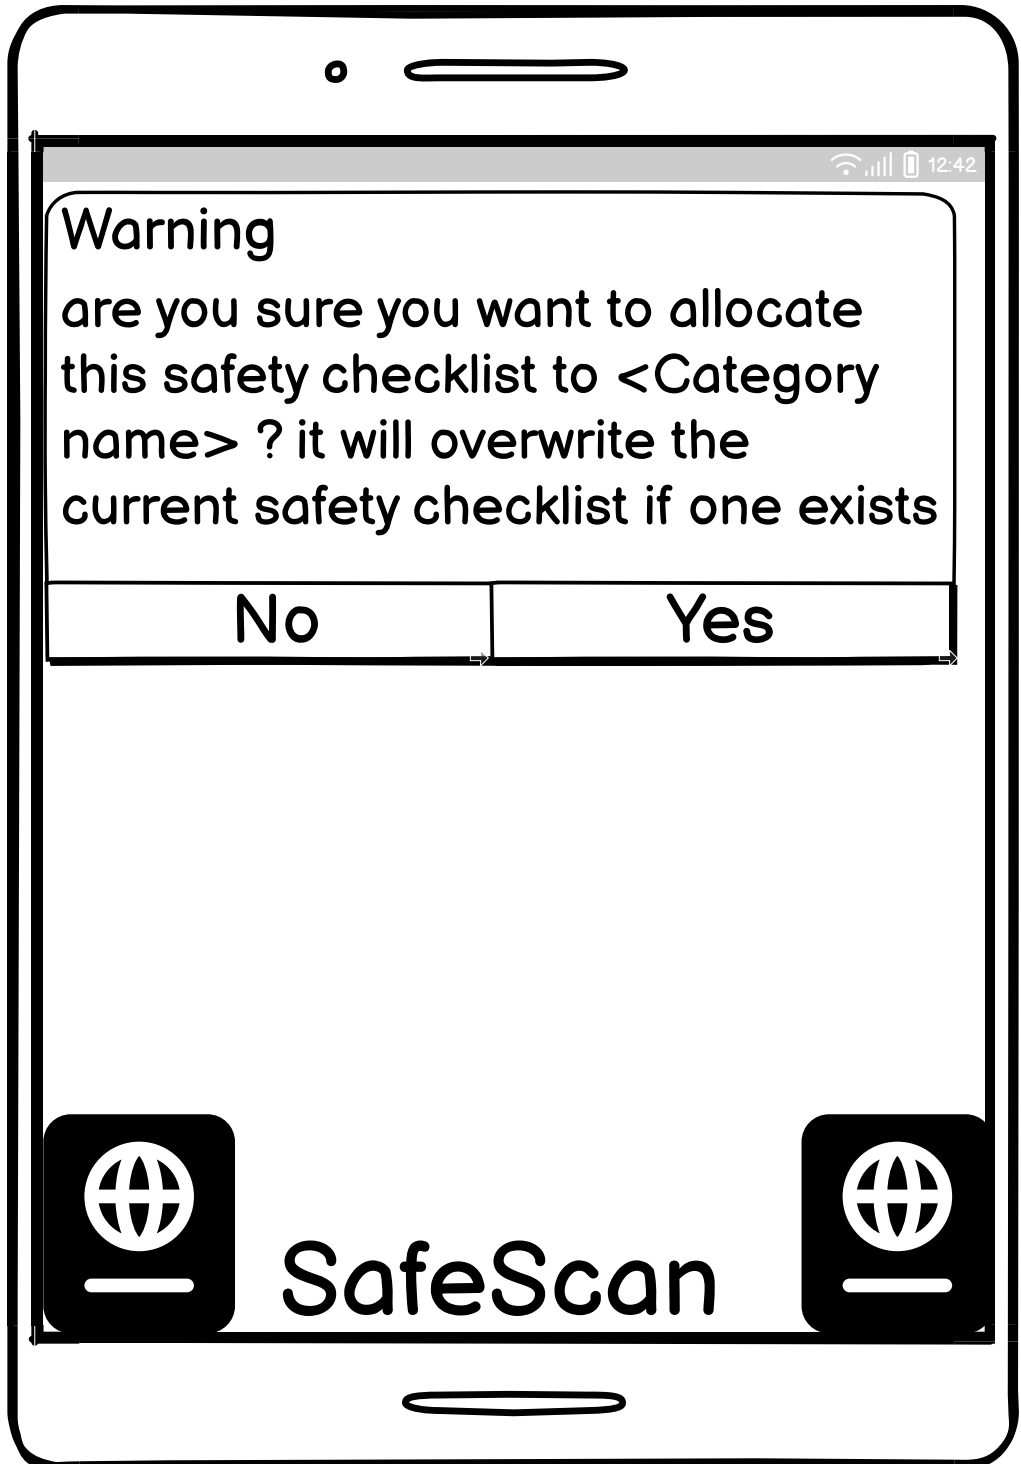 12:42
Warning
are you sure you want to allocate
this safety checklist to <Category
name> ? it will overwrite the
current safety checklist if one exists
No Yes
SafeScan